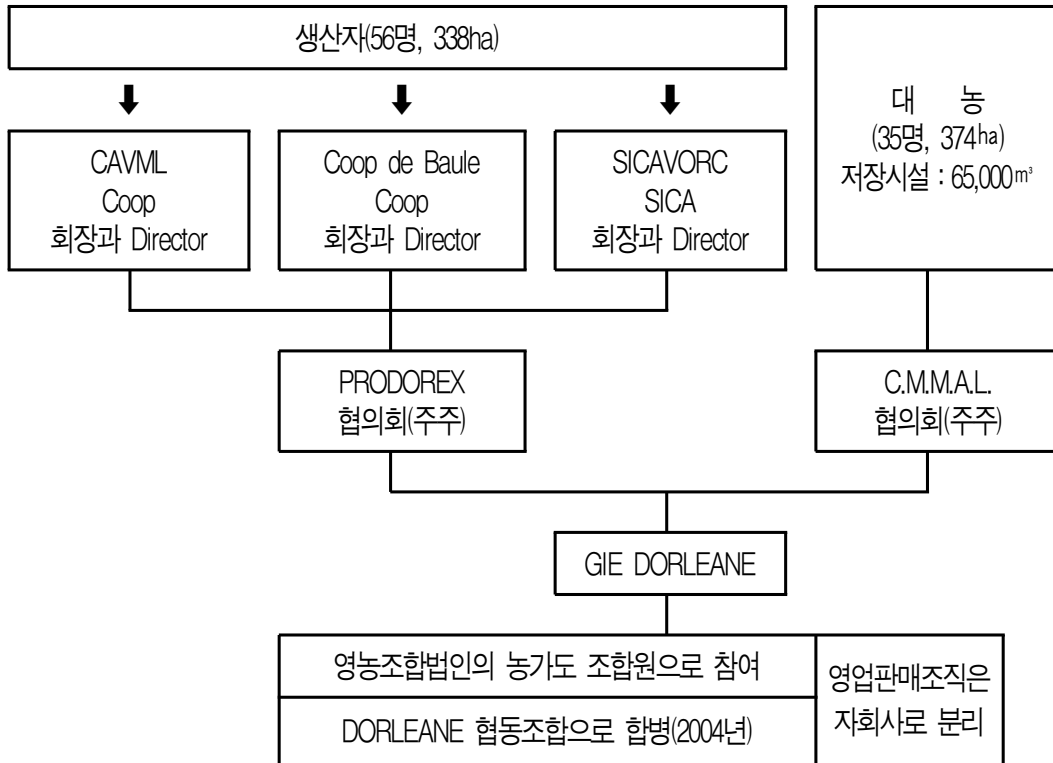 생산자(56명, 338ha)
대 농
(35명, 374ha)
저장시설 : 65,000㎥
CAVML
Coop
회장과 Director
Coop de Baule
Coop
회장과 Director
SICAVORC
SICA
회장과 Director
PRODOREX
협의회(주주)
C.M.M.A.L.
협의회(주주)
GIE DORLEANE
영농조합법인의 농가도 조합원으로 참여
DORLEANE 협동조합으로 합병(2004년)
영업판매조직은
자회사로 분리